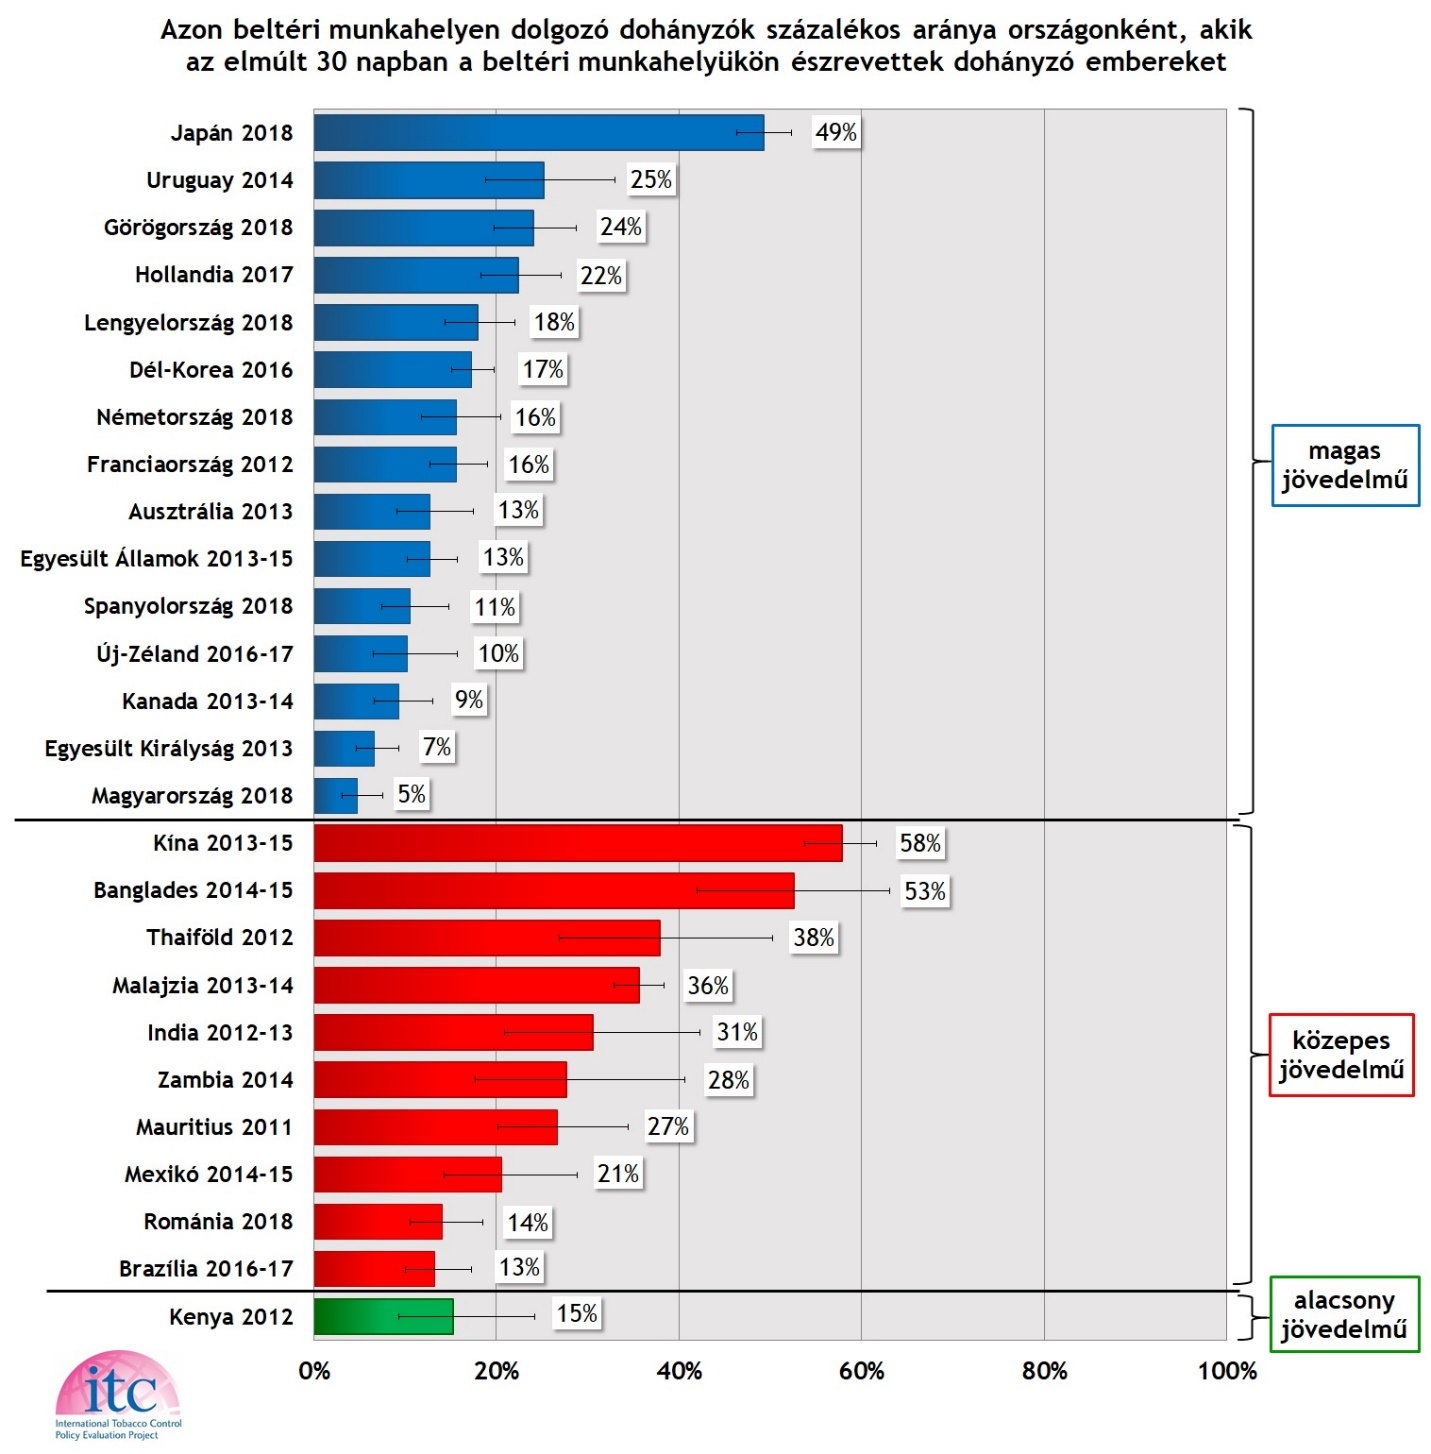 Azon beltéri munkahelyen dolgozó dohányzók százalékos aránya országonként, akik
az elmúlt 30 napban a beltéri munkahelyükön észrevettek dohányzó embereket
Japán 2018 49%
Uruguay 2014 25%
Görögország 2018 24%
Hollandia 2017 22%
Lengyelország 2018 18%
Dél-Korea 2016 17%
Németország 2018 16%
Franciaország 2012 16%
Ausztrália 2013 13%
Egyesült Államok 2013-15 13%
Spanyolország 2018 11%
Új-Zéland 2016-17 10%
Kanada 2013-14 9%
Egyesült Királyság 2013 7%
Magyarország 2018 5%
magas
jövedelmű
Kína 2013-15 58%
Banglades 2014-15 53%
Thaiföld 2012 38%
Malajzia 2013-14 36%
India 2012-13 31%
Zambia 2014 28%
Mauritius 2011 27%
Mexikó 2014-15 21%
Románia 2018 14%
Brazília 2016-17 13%
közepes
jövedelmű
Kenya 2012 15%
alacsony
jövedelmű
0% 20% 40% 60% 80% 100%
itc
International Tobacco Control
Policy Evaluation Project